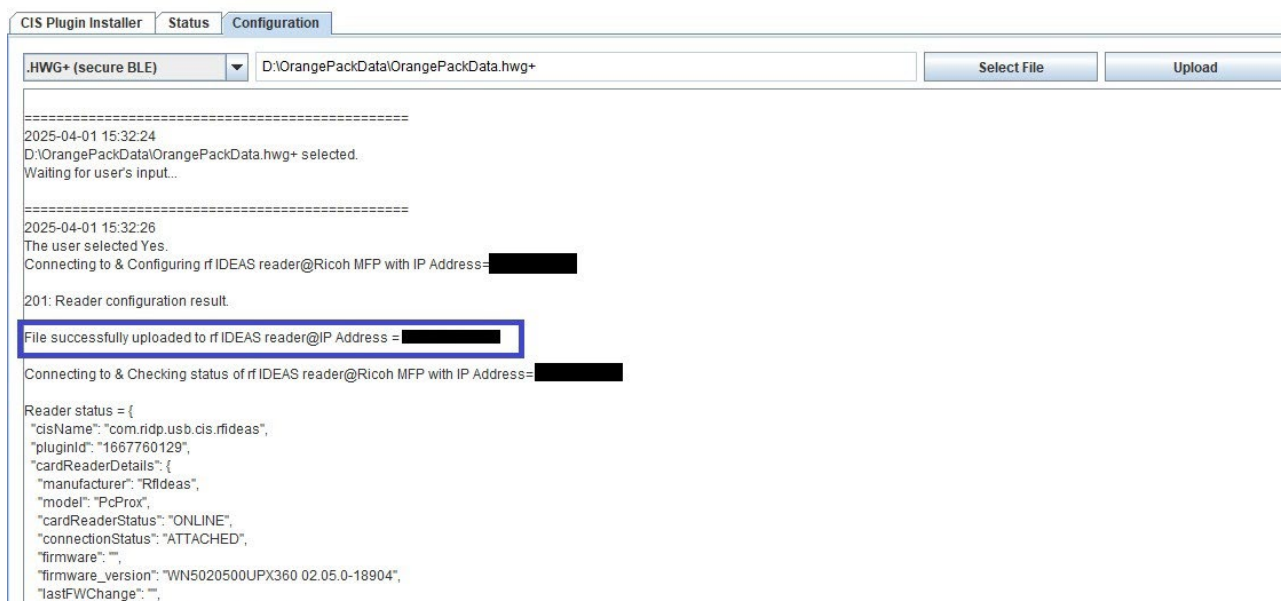 CIS Plugin Installer Status Configuration
.HWG+ (secure BLE) D:\OrangePackData\OrangePackData.hwg+ Select File Upload
================================================
2025-04-01 15:32:24
D:\OrangePackData\OrangePackData.hwg+ selected.
Waiting for user's input...
================================================
2025-04-01 15:32:26
The user selected Yes.
Connecting to & Configuring rf IDEAS reader@Ricoh MFP with IP Address=
201: Reader configuration result.
File successfully uploaded to rf IDEAS reader@IP Address =
Connecting to & Checking status of rf IDEAS reader@Ricoh MFP with IP Address=
Reader status = {
"cisName": "com.ridp.usb.cis.rfideas",
"pluginId": "1667760129",
"cardReaderDetails": {
"manufacturer": "RfIdeas",
"model": "PcProx",
"cardReaderStatus": "ONLINE",
"connectionStatus": "ATTACHED",
"firmware": "",
"firmware_version": "WN5020500UPX360 02.05.0-18904",
"lastFWChange": "",